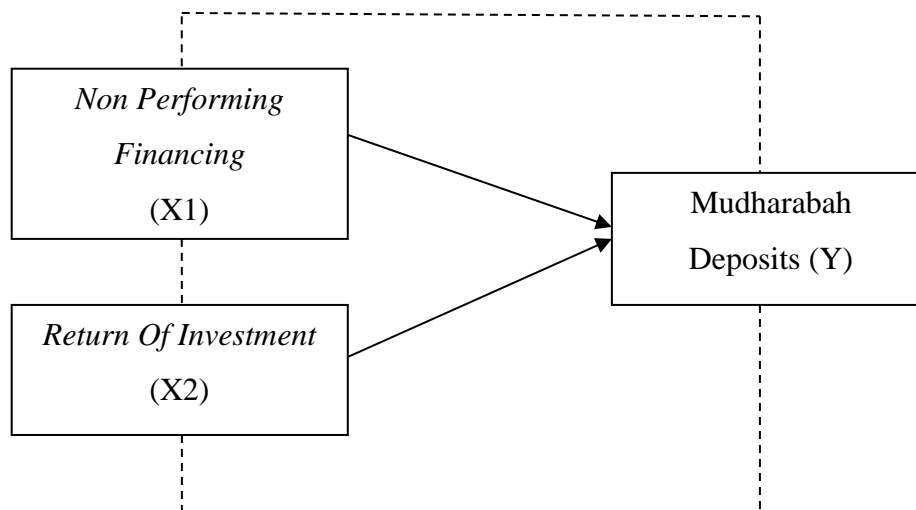 Non Performing
Financing
(X1)
Mudharabah
Deposits (Y)
Return Of Investment
(X2)